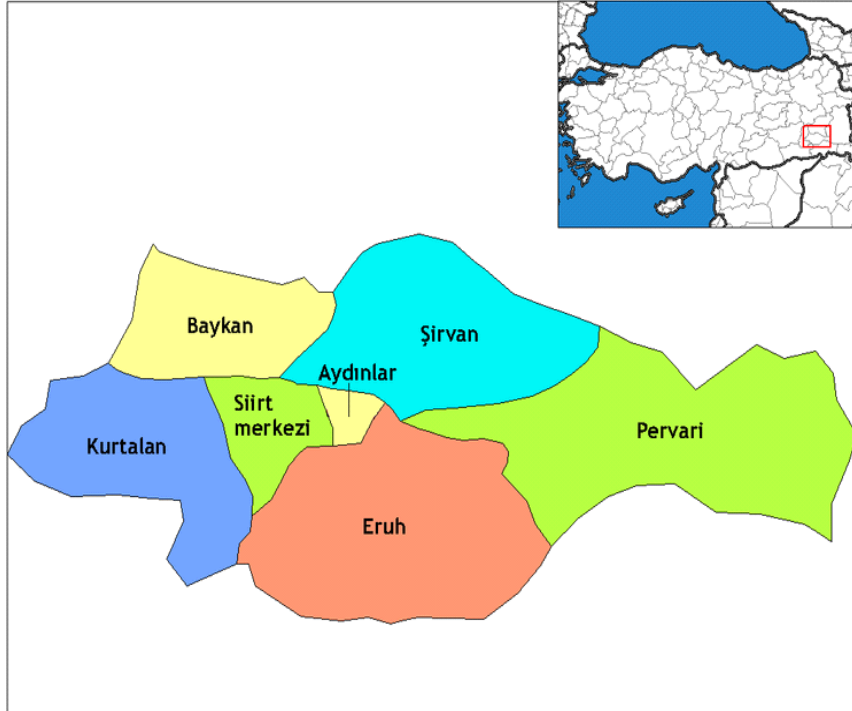 Baykan
Şirvan
Aydınlar
Siirt
merkezi
Kurtalan
Pervari
Eruh